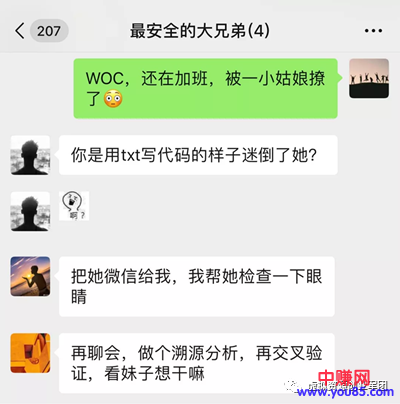 207
最安全的大兄弟(4)
WOC，还在加班，被一小姑娘撩
了😳
你是用txt写代码的样子迷倒了她?
啊?
把她微信给我，我帮她检查一下眼
睛
再聊会，做个溯源分析，再交叉验
证，看妹子想干嘛
中赚网
www.you85.com